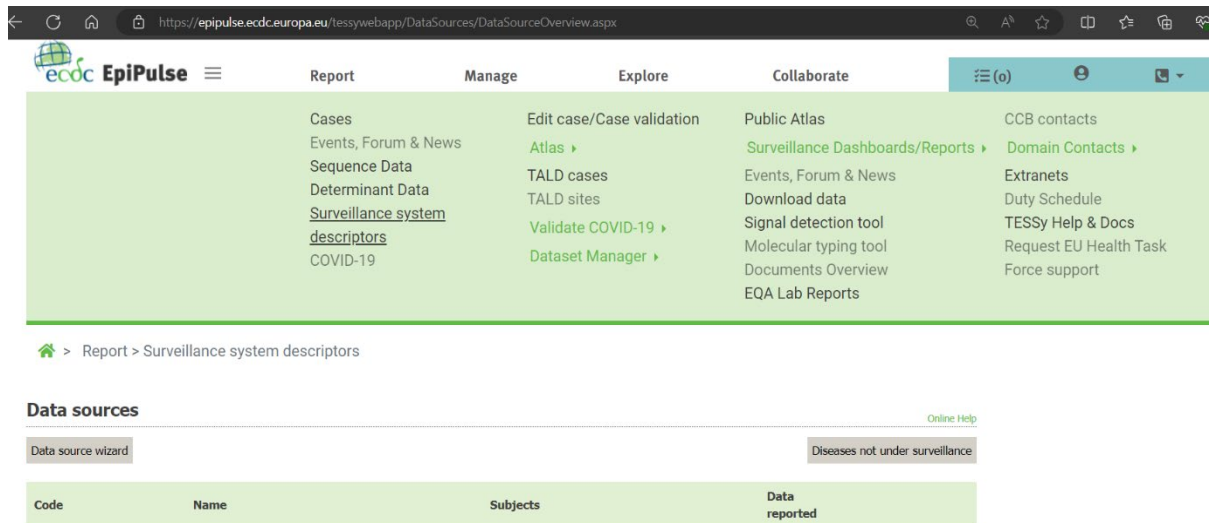 https://epipulse.ecdc.europa.eu/tessywebapp/DataSources/DataSourceOverview.aspx
ecdc EpiPulse
Report Manage Explore Collaborate (0)
Cases
Events, Forum & News
Sequence Data
Determinant Data
Surveillance system
descriptors
COVID-19
Edit case/Case validation
Atlas
TALD cases
TALD sites
Validate COVID-19
Dataset Manager
Public Atlas
Surveillance Dashboards/Reports
Events, Forum & News
Download data
Signal detection tool
Molecular typing tool
Documents Overview
EQA Lab Reports
CCB contacts
Domain Contacts
Extranets
Duty Schedule
TESSy Help & Docs
Request EU Health Task
Force support
> Report > Surveillance system descriptors
Data sources
Online Help
Data source wizard
Diseases not under surveillance
Code Name Subjects Data
reported